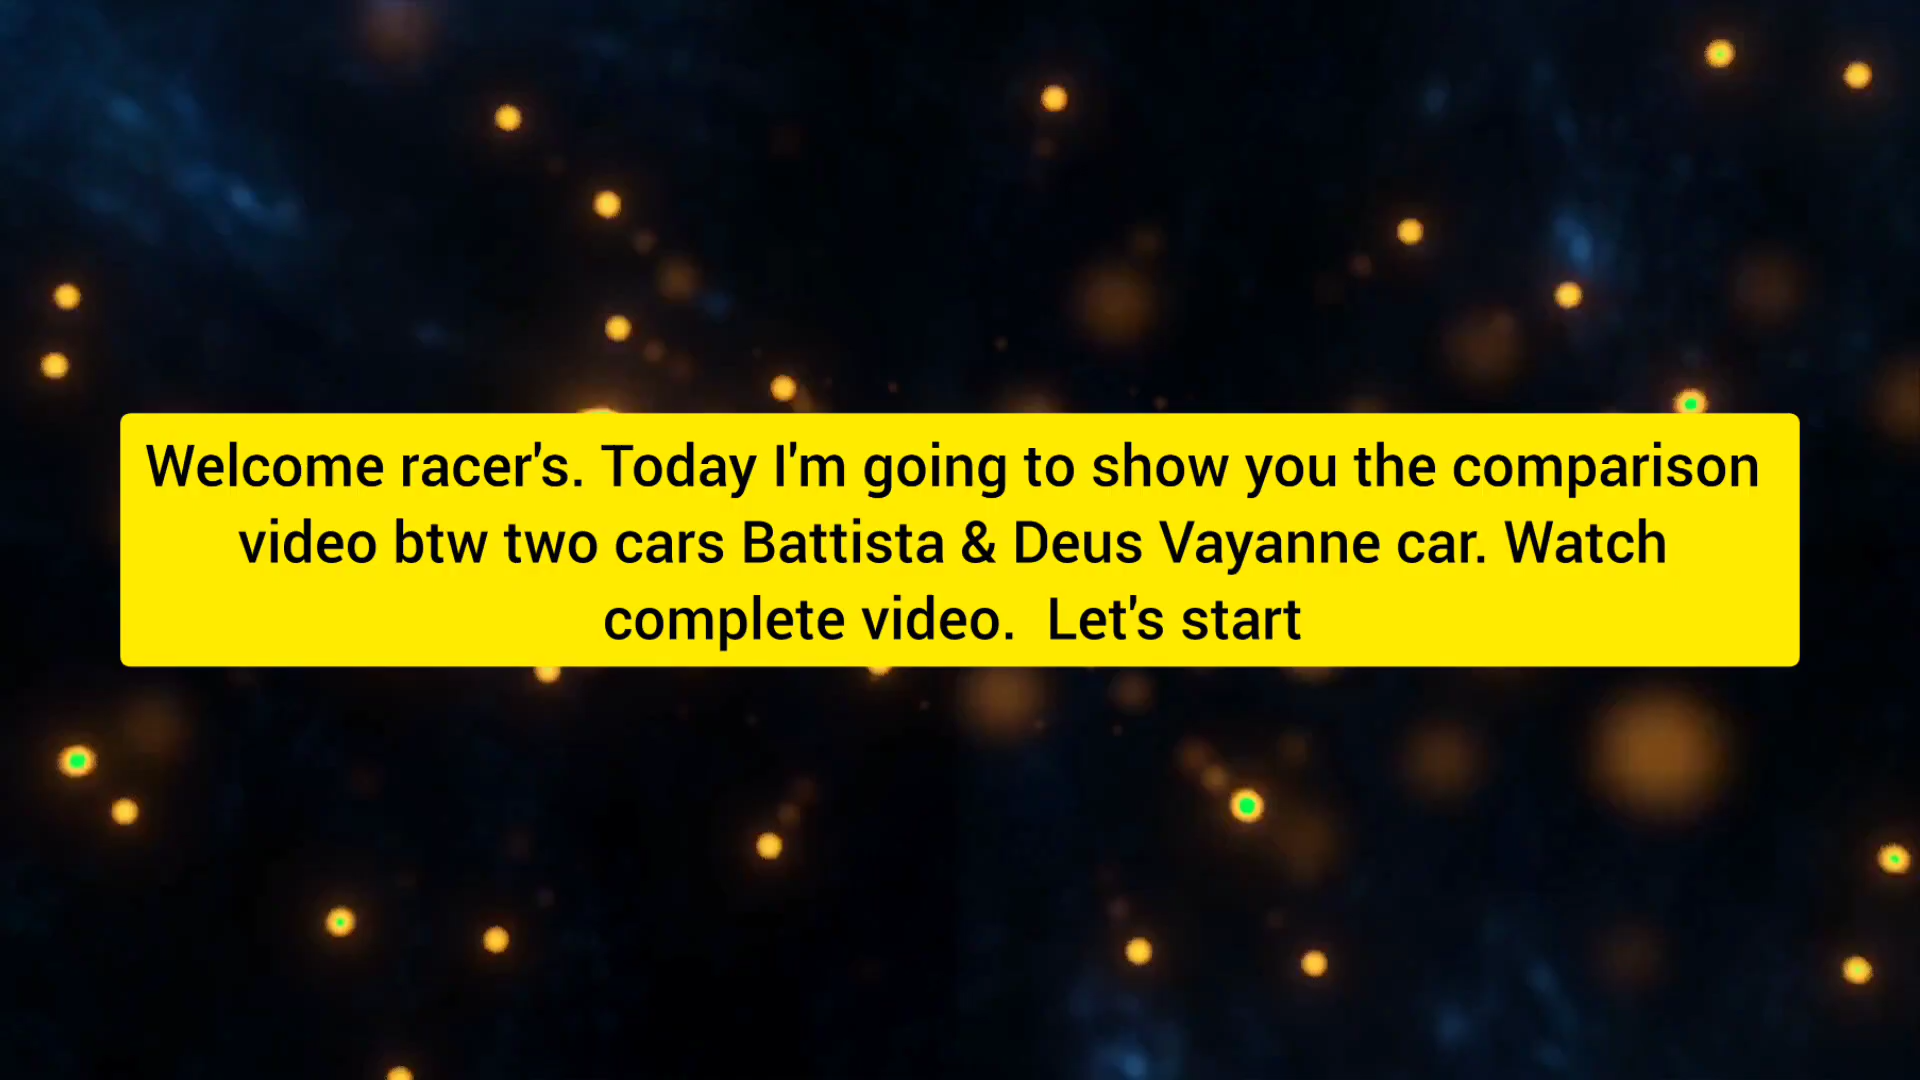 Welcome racer's. Today I'm going to show you the comparison
video btw two cars Battista & Deus Vayanne car. Watch
complete video.  Let's start